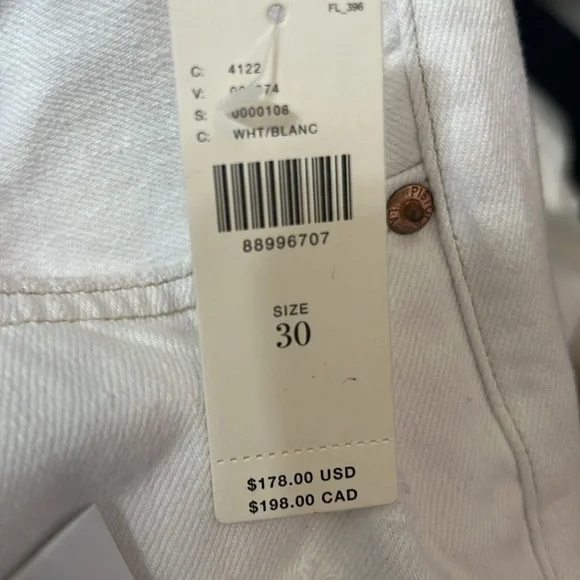 FL_396
C: 4122
V:
S: 0000108
C: WHT/BLANC
88996707
SIZE
30
$178.00 USD
$198.00 CAD